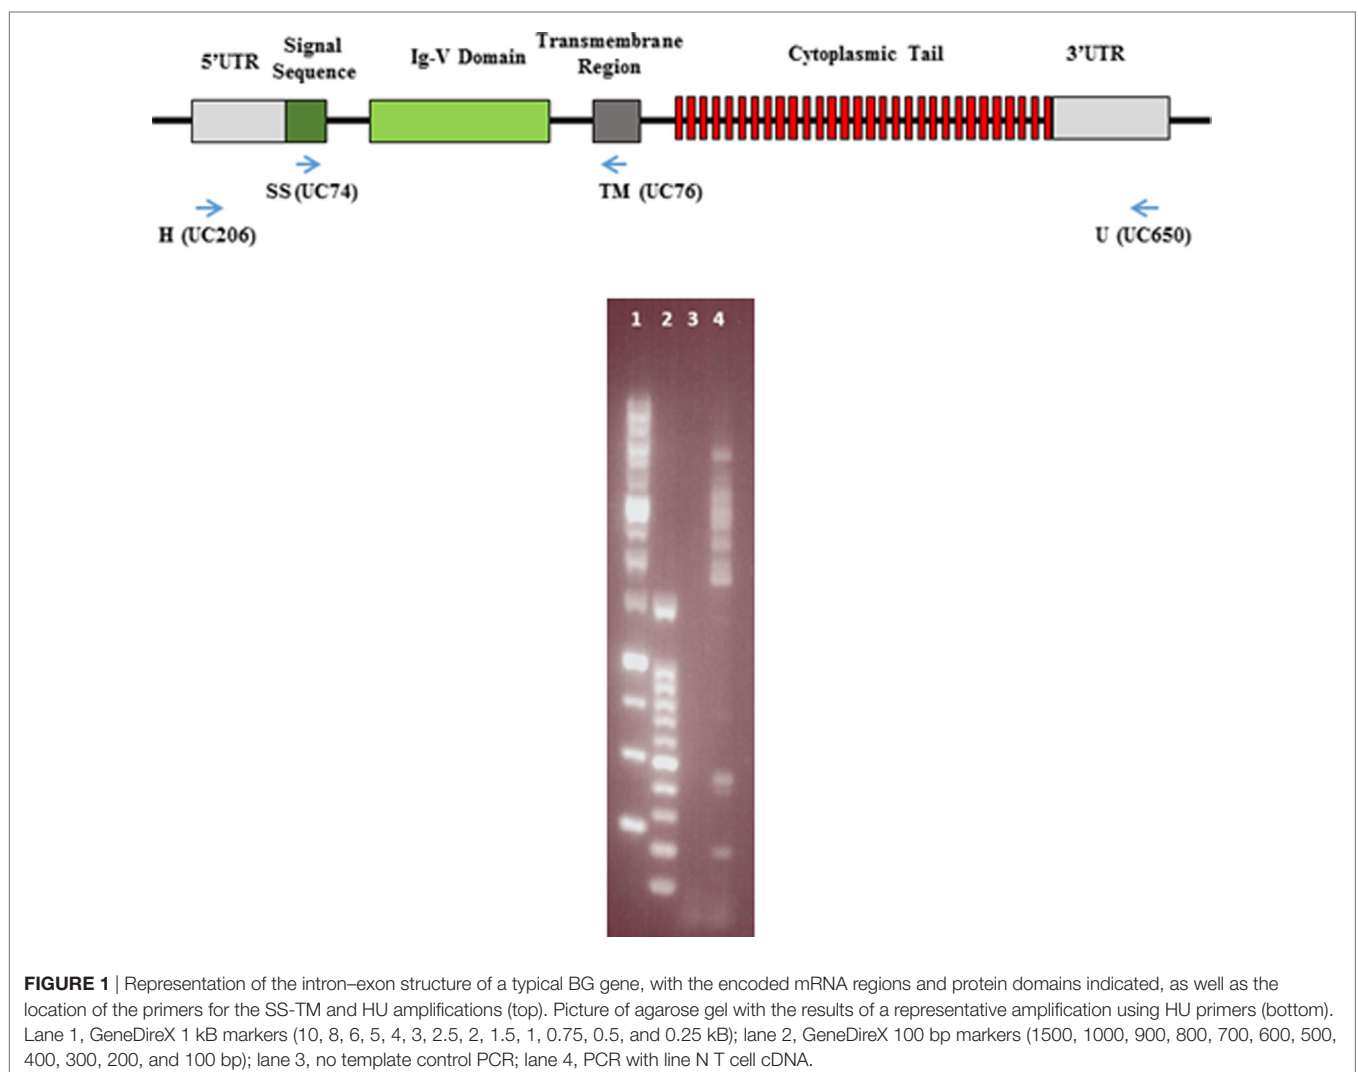 5'UTR
Signal
Sequence
Ig-V Domain
Transmembrane
Region
Cytoplasmic Tail
3'UTR
SS (UC74)
TM (UC76)
H (UC206)
U (UC650)
1 2 3 4
FIGURE 1 | Representation of the intron–exon structure of a typical BG gene, with the encoded mRNA regions and protein domains indicated, as well as the
location of the primers for the SS-TM and HU amplifications (top). Picture of agarose gel with the results of a representative amplification using HU primers (bottom).
Lane 1, GeneDireX 1 kB markers (10, 8, 6, 5, 4, 3, 2.5, 2, 1.5, 1, 0.75, 0.5, and 0.25 kB); lane 2, GeneDireX 100 bp markers (1500, 1000, 900, 800, 700, 600, 500,
400, 300, 200, and 100 bp); lane 3, no template control PCR; lane 4, PCR with line N T cell cDNA.